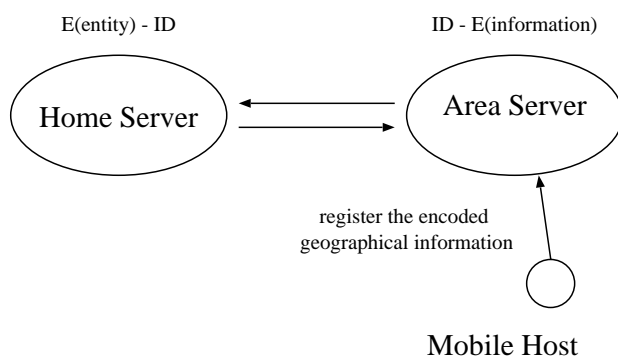 E(entity) - ID
ID - E(information)
Home Server
Area Server
register the encoded
geographical information
Mobile Host